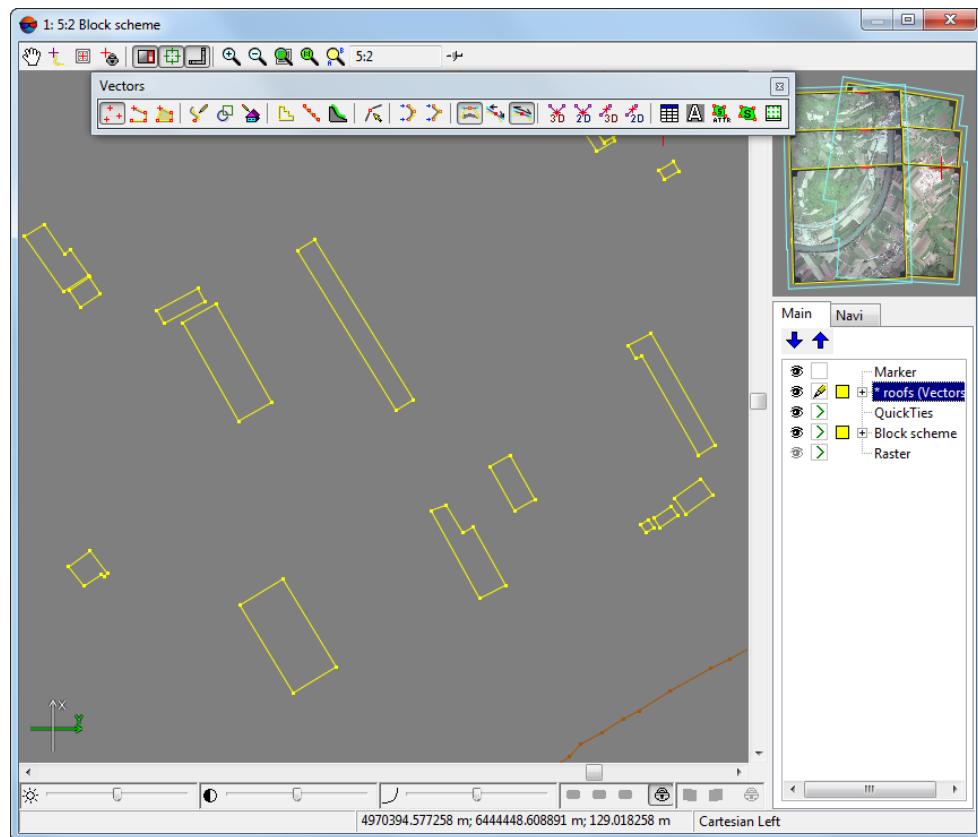 1: 5:2 Block scheme
5:2
Vectors
3D 2D 3D 2D A S ATTR S
Main Navi
Marker
* roofs (Vectors
QuickTies
Block scheme
Raster
X
Y
4970394.577258 m; 6444448.608891 m; 129.018258 m Cartesian Left